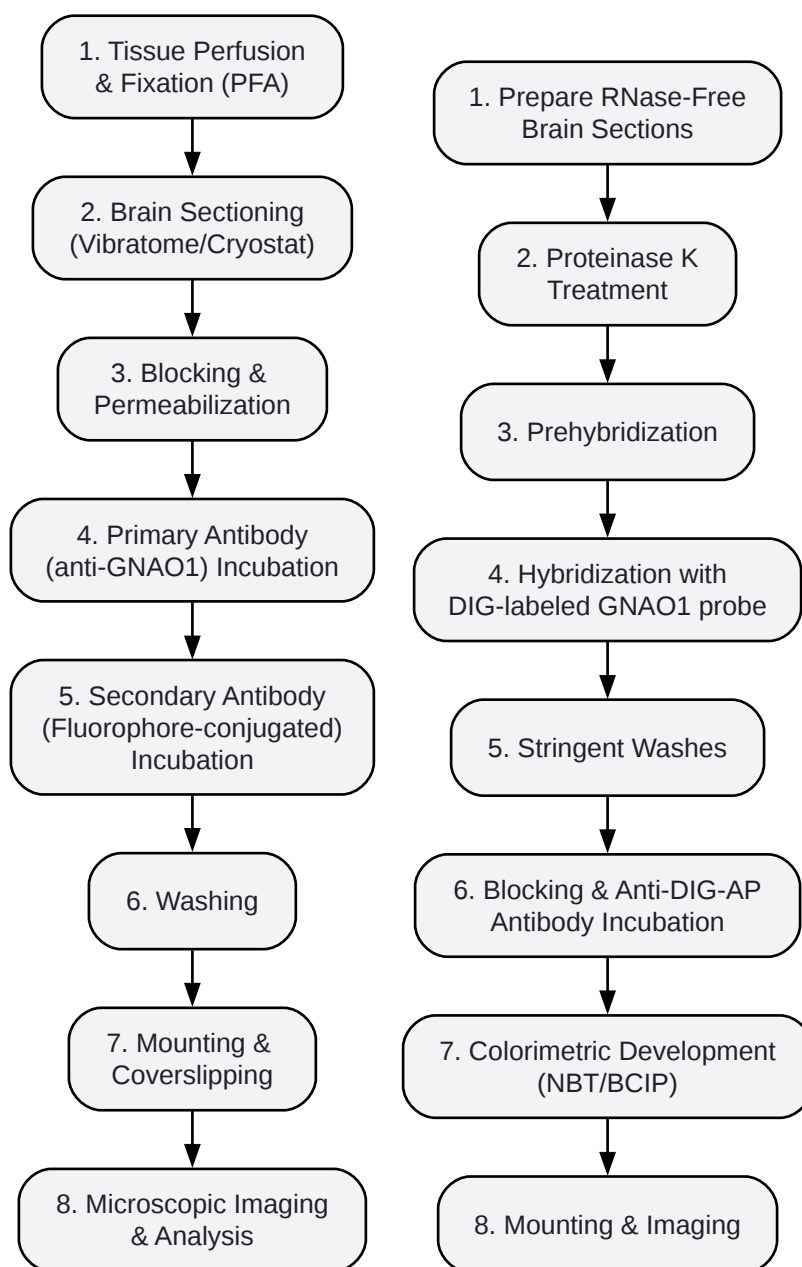 1. Tissue Perfusion
& Fixation (PFA)
2. Brain Sectioning
(Vibratome/Cryostat)
3. Blocking &
Permeabilization
4. Primary Antibody
(anti-GNAO1) Incubation
5. Secondary Antibody
(Fluorophore-conjugated)
Incubation
6. Washing
7. Mounting &
Coverslipping
8. Microscopic Imaging
& Analysis
1. Prepare RNase-Free
Brain Sections
2. Proteinase K
Treatment
3. Prehybridization
4. Hybridization with
DIG-labeled GNAO1 probe
5. Stringent Washes
6. Blocking & Anti-DIG-AP
Antibody Incubation
7. Colorimetric Development
(NBT/BCIP)
8. Mounting & Imaging